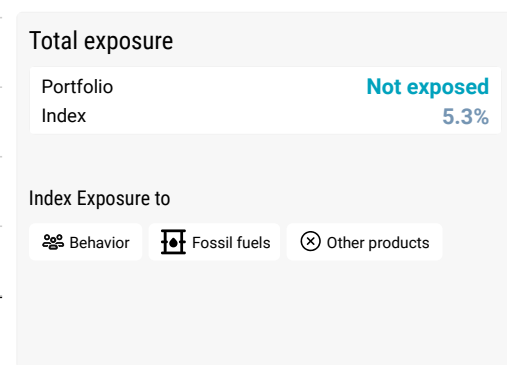 Total exposure
Portfolio Not exposed
Index 5.3%
Index Exposure to
Behavior Fossil fuels Other products